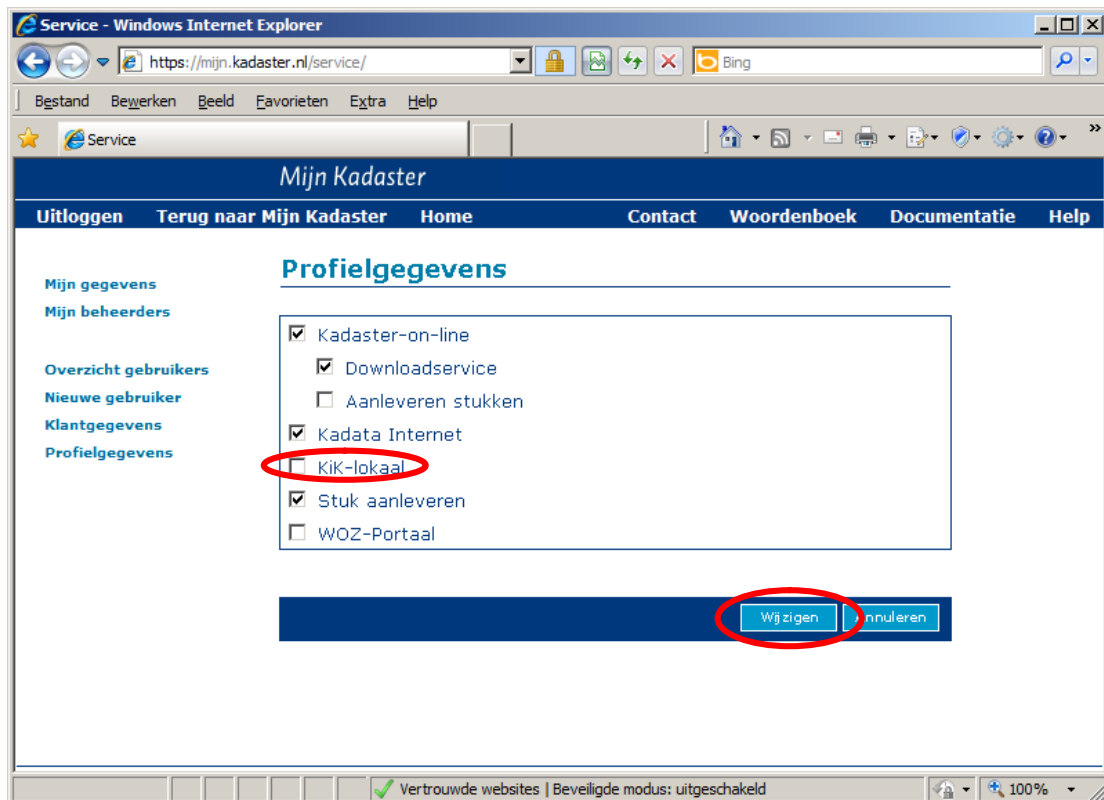 Service - Windows Internet Explorer
https://mijn.kadaster.nl/service/
Bing
Bestand Bewerken Beeld Favorieten Extra Help
Service
»
Mijn Kadaster
Uitloggen Terug naar Mijn Kadaster Home Contact Woordenboek Documentatie Help
Profielgegevens
Mijn gegevens
Mijn beheerders
Overzicht gebruikers
Nieuwe gebruiker
Klantgegevens
Profielgegevens
Kadaster-on-line
Downloadservice
Aanleveren stukken
Kadata Internet
KiK-lokaal
Stuk aanleveren
WOZ-Portaal
Wijzigen Annuleren
Vertrouwde websites | Beveiligde modus: uitgeschakeld 100%